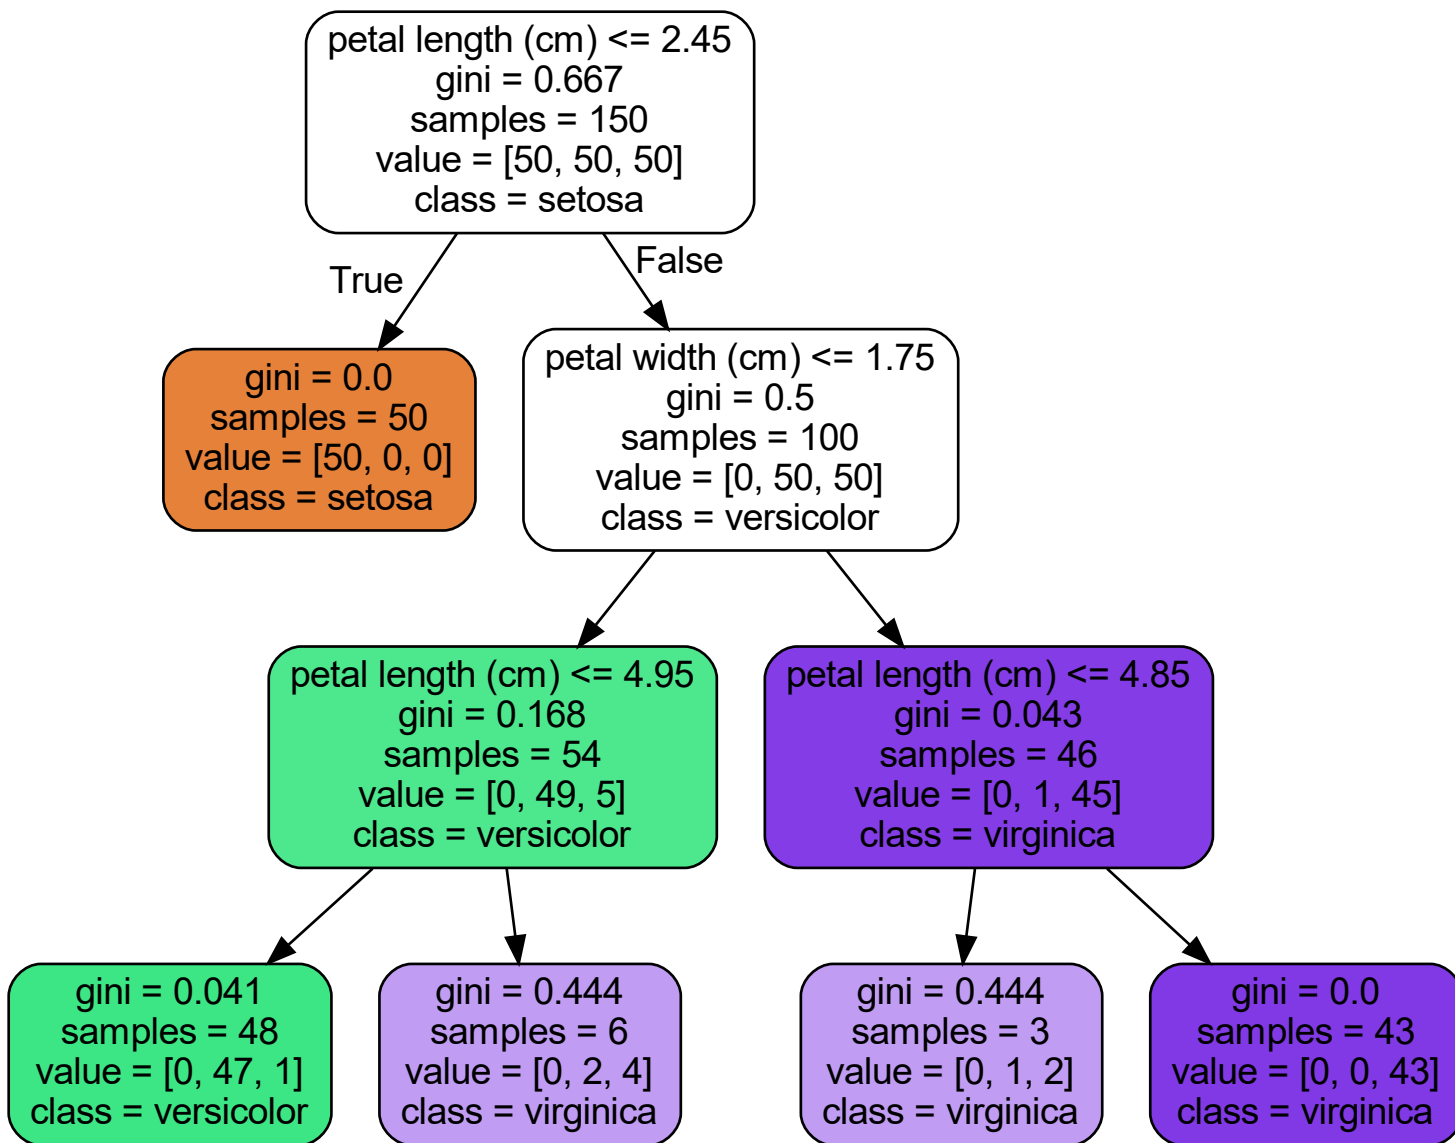 petal length (cm) <= 2.45
gini = 0.667
samples = 150
value = [50, 50, 50]
class = setosa
True
False
gini = 0.0
samples = 50
value = [50, 0, 0]
class = setosa
petal width (cm) <= 1.75
gini = 0.5
samples = 100
value = [0, 50, 50]
class = versicolor
petal length (cm) <= 4.95
gini = 0.168
samples = 54
value = [0, 49, 5]
class = versicolor
petal length (cm) <= 4.85
gini = 0.043
samples = 46
value = [0, 1, 45]
class = virginica
gini = 0.041
samples = 48
value = [0, 47, 1]
class = versicolor
gini = 0.444
samples = 6
value = [0, 2, 4]
class = virginica
gini = 0.444
samples = 3
value = [0, 1, 2]
class = virginica
gini = 0.0
samples = 43
value = [0, 0, 43]
class = virginica